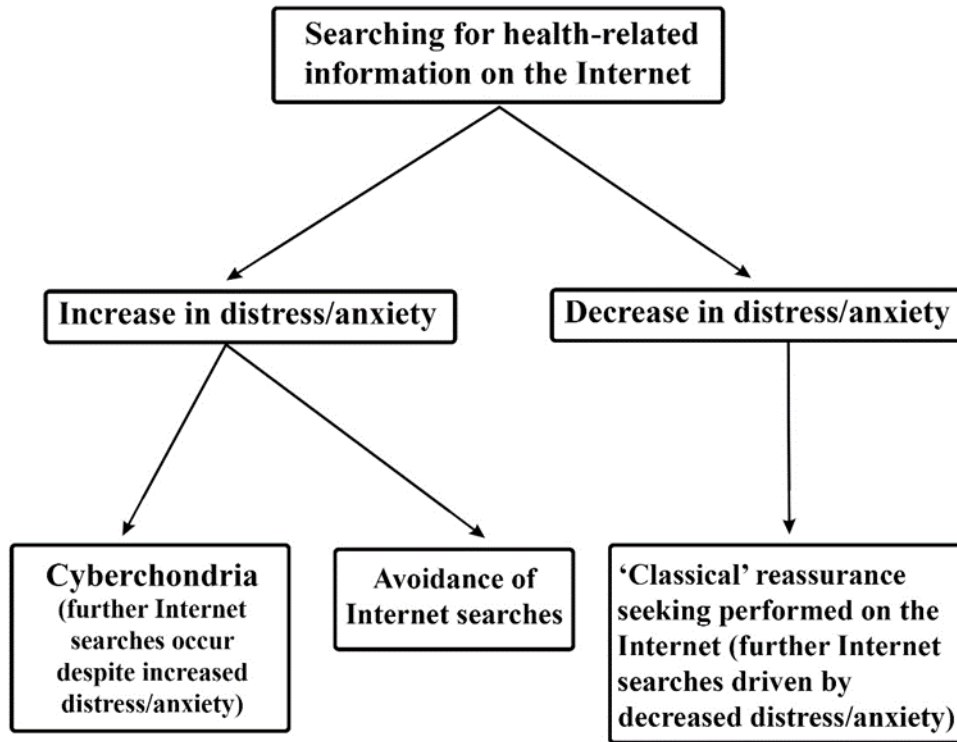 Searching for health-related
information on the Internet
Increase in distress/anxiety
Decrease in distress/anxiety
Cyberchondria
(further Internet
searches occur
despite increased
distress/anxiety)
Avoidance of
Internet searches
‘Classical’ reassurance
seeking performed on the
Internet (further Internet
searches driven by
decreased distress/anxiety)